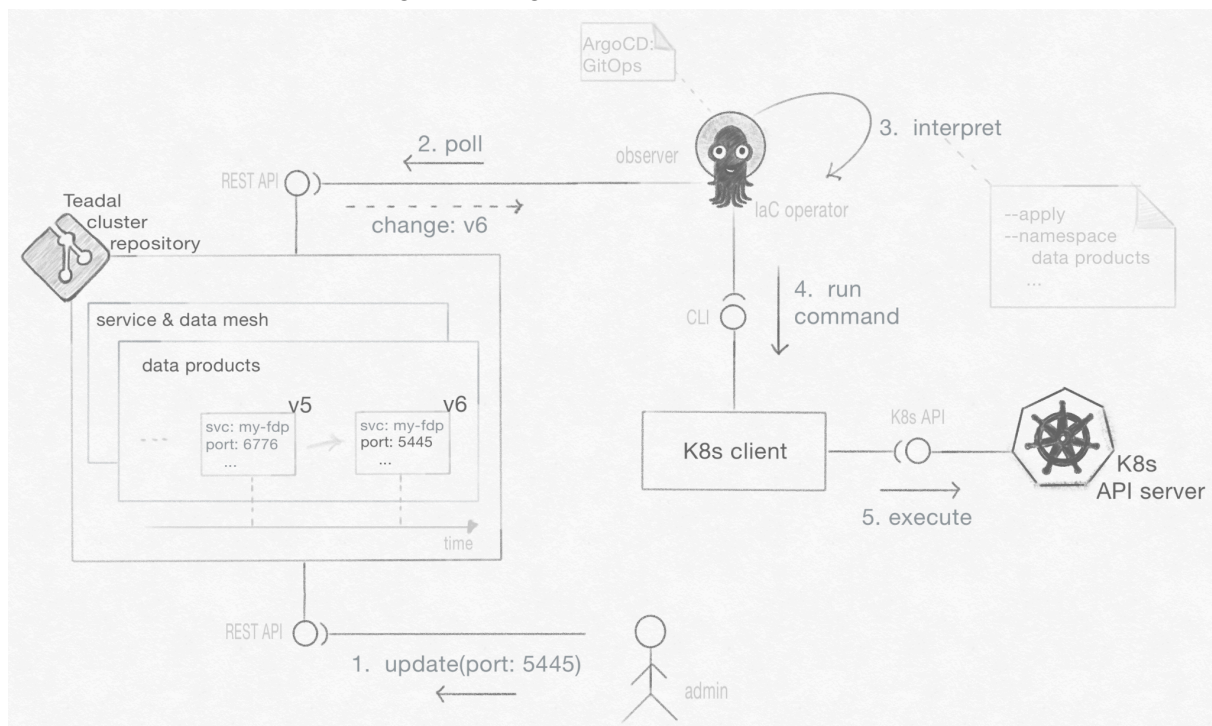 ArgoCD:
GitOps
2. poll
observer
3. interpret
REST API
IaC operator
change: v6
Teadal
cluster
repository
--apply
--namespace
data products
...
service & data mesh
4. run
command
CLI
data products
v5
v6
svc: my-fdp
port: 6776
...
svc: my-fdp
port: 5445
...
K8s client
K8s API
K8s
API server
5. execute
time
REST API
1. update(port: 5445)
admin